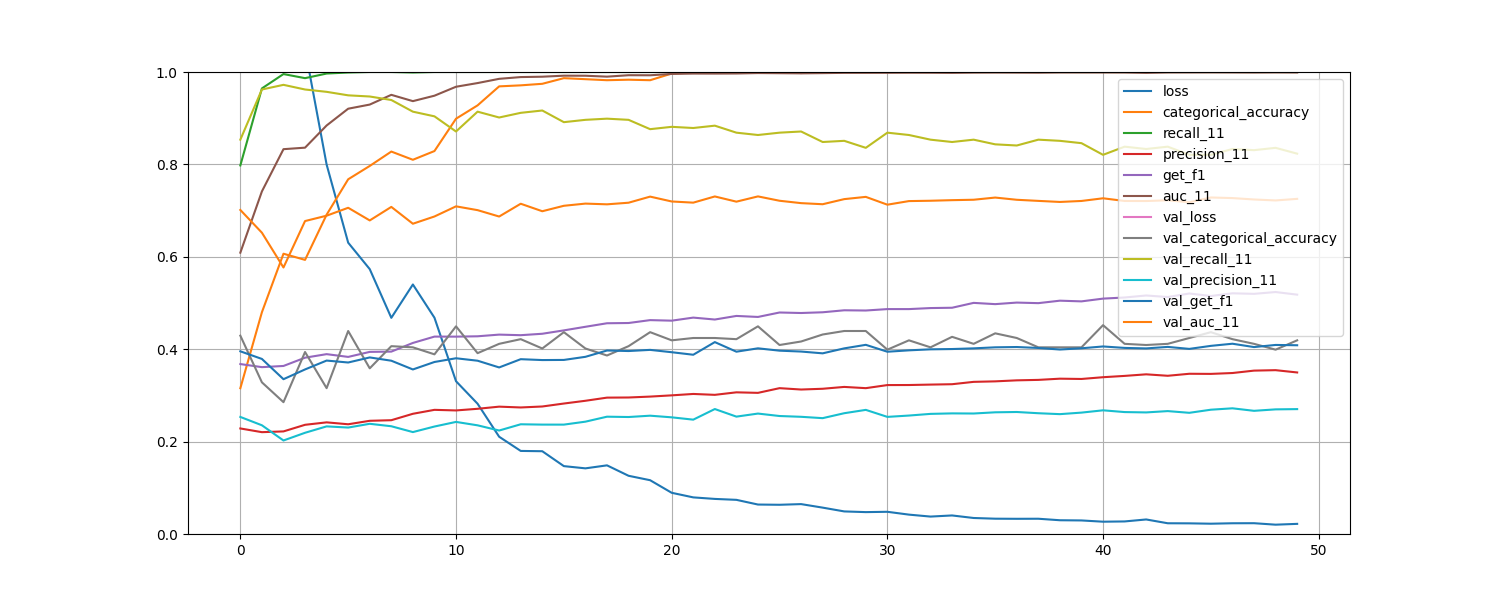 1.0
0.8
0.6
0.4
0.2
0.0
0 10 20 30 40 50
loss
categorical_accuracy
recall_11
precision_11
get_f1
auc_11
val_loss
val_categorical_accuracy
val_recall_11
val_precision_11
val_get_f1
val_auc_11